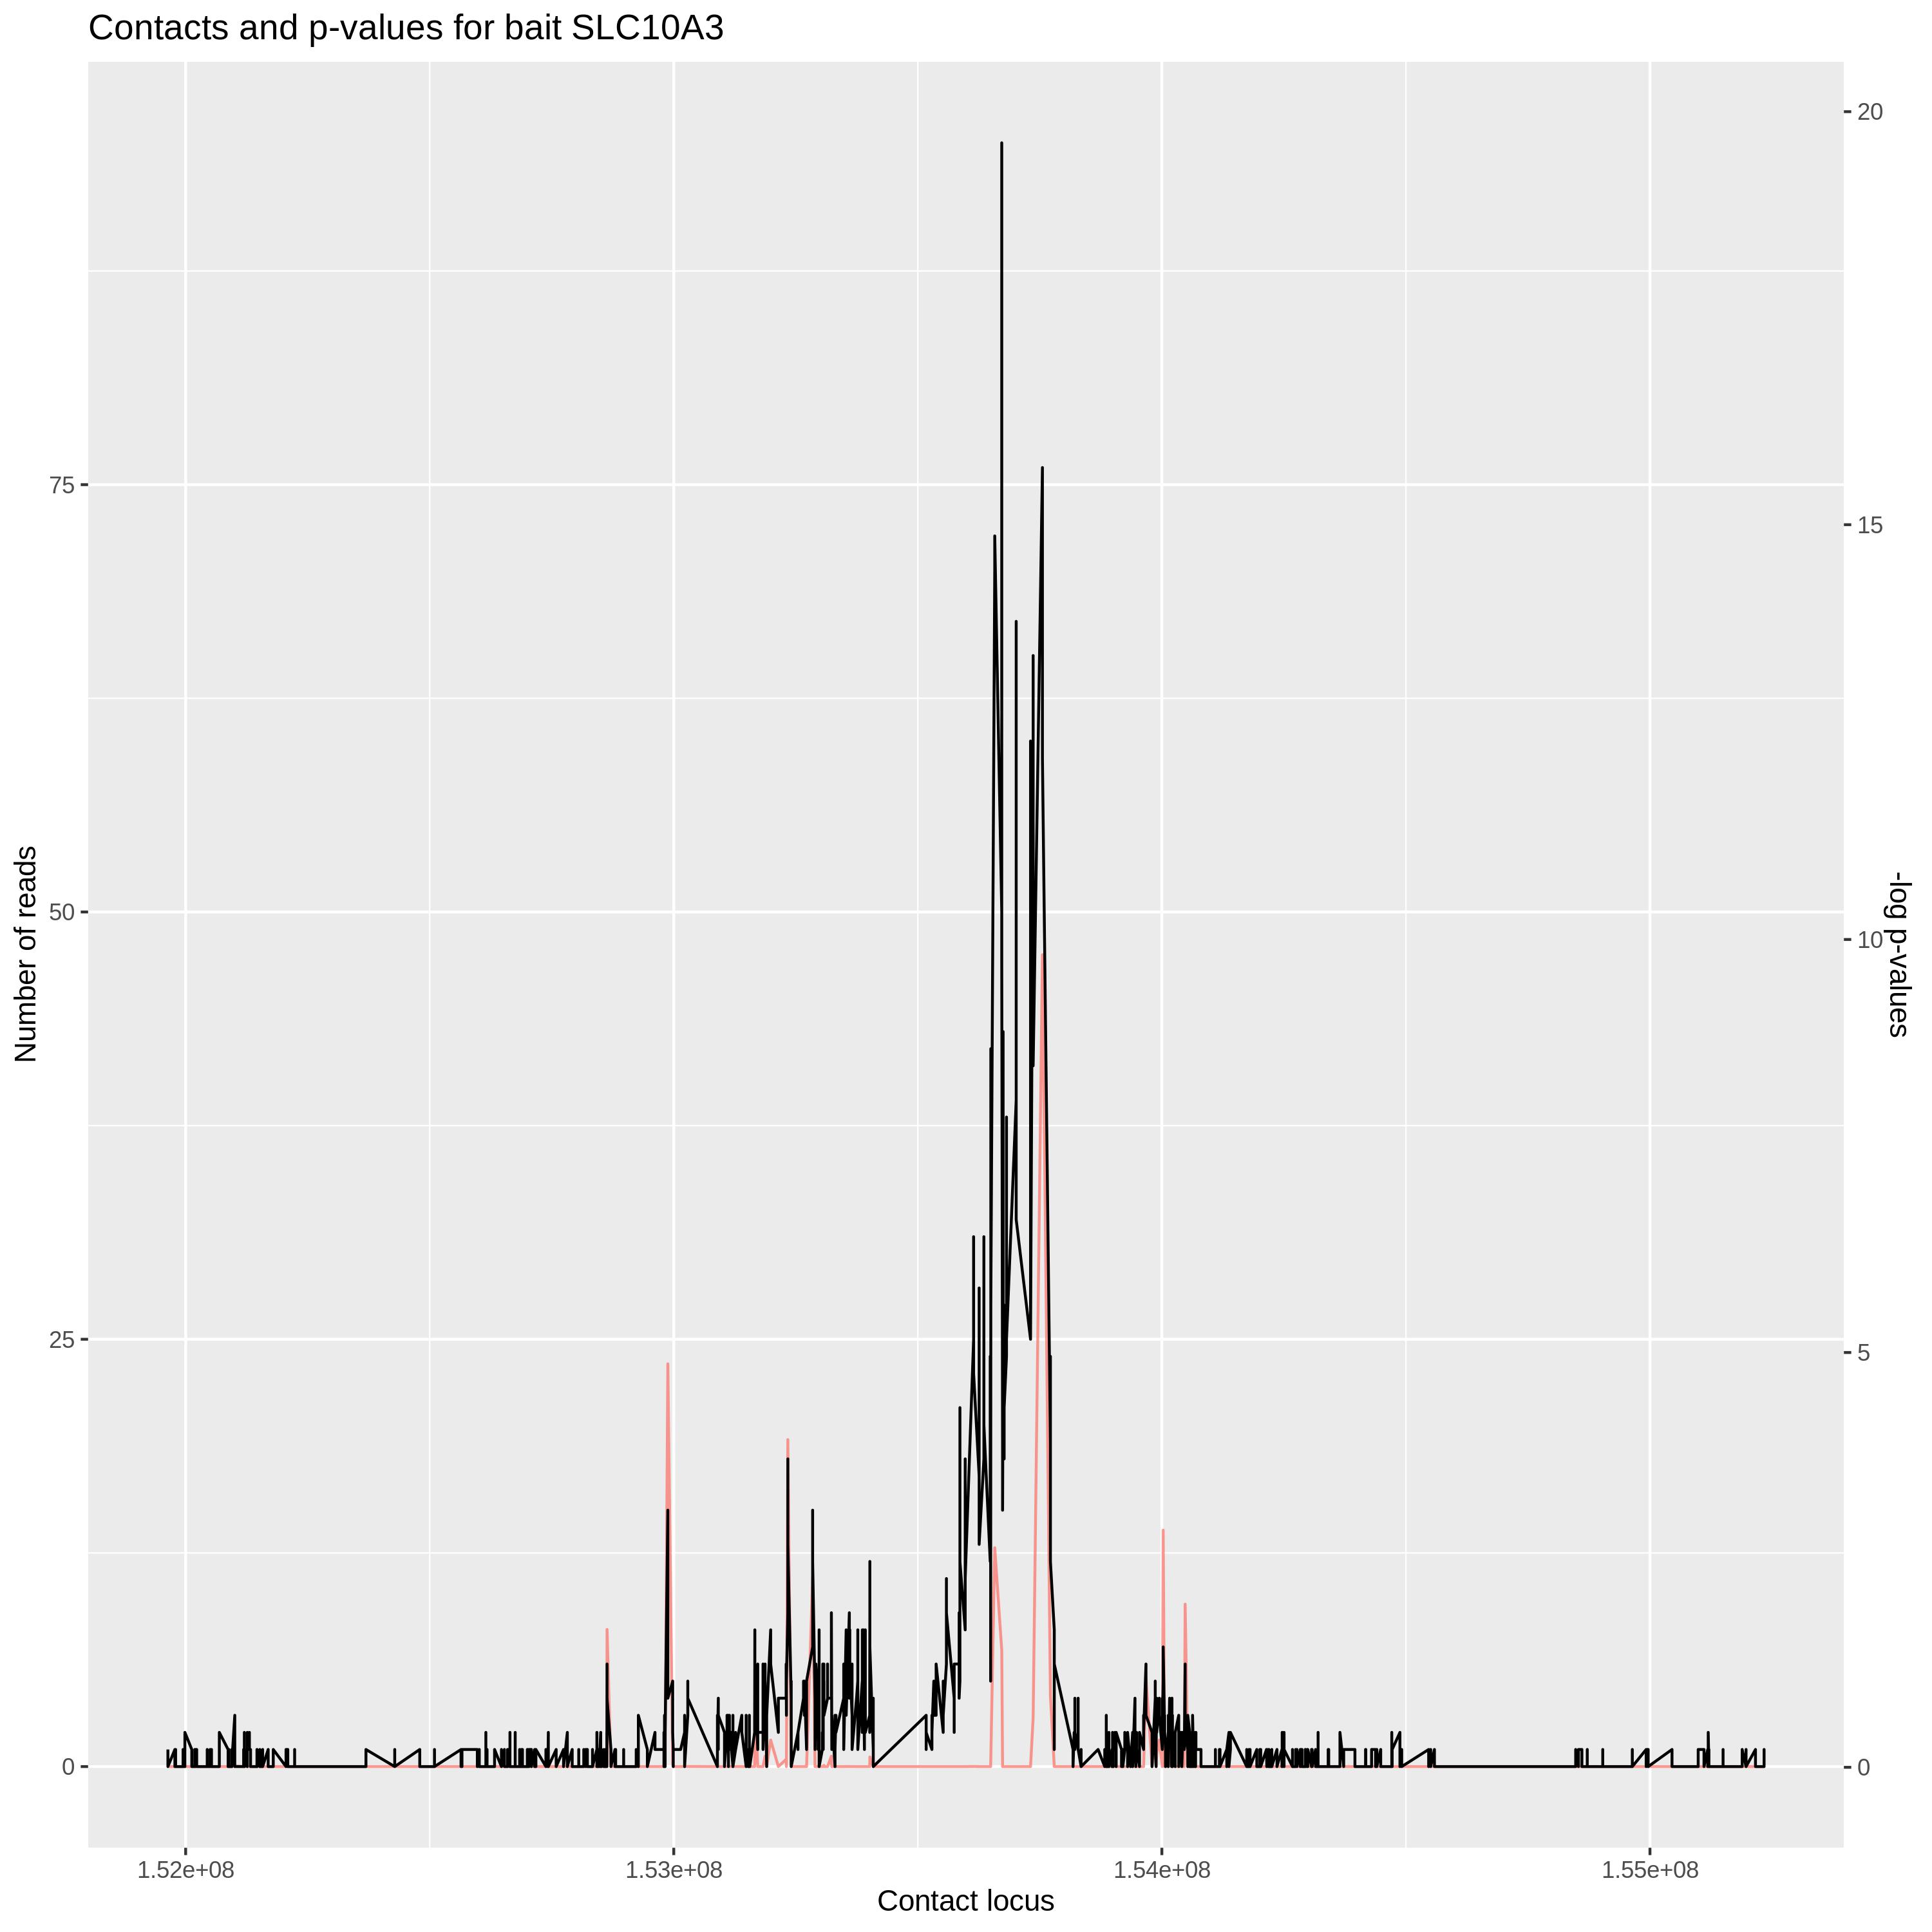 Contacts and p-values for bait SLC10A3
Number of reads
75
50
25
0
20
15
10
5
0
-log p-values
1.52e+08 1.53e+08 1.54e+08 1.55e+08
Contact locus